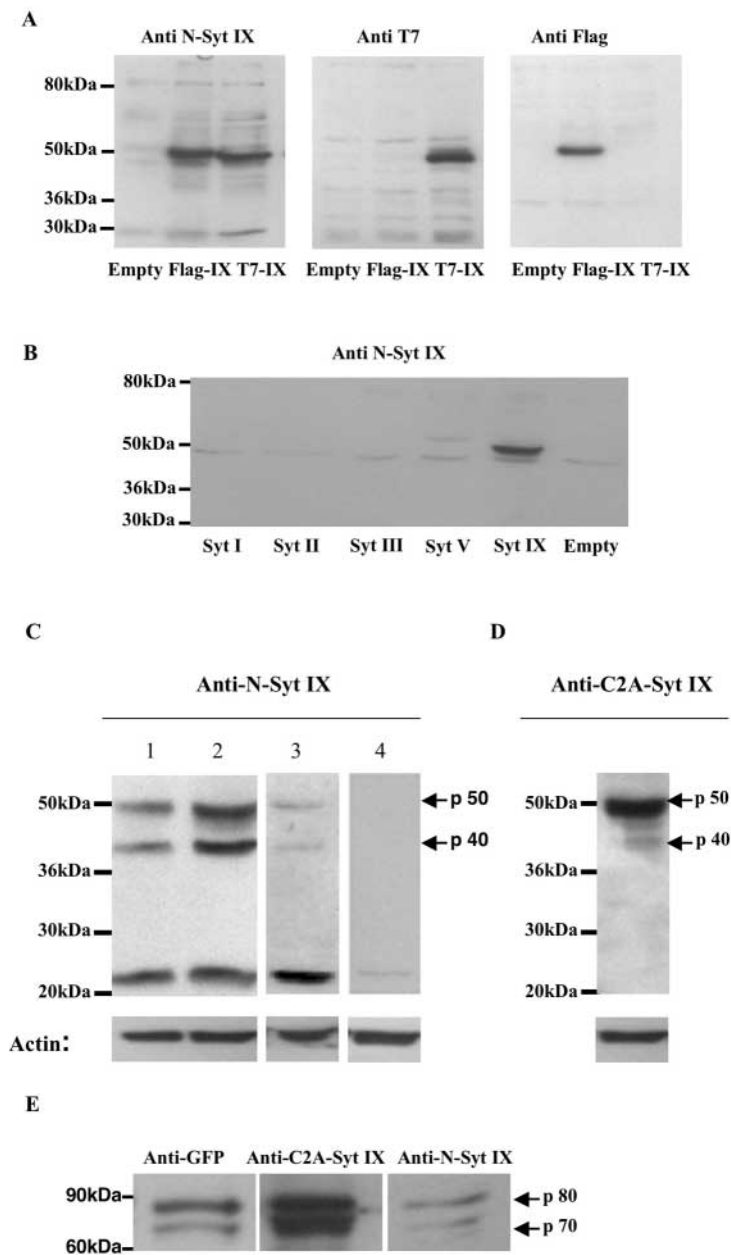 A
Anti N-Syt IX
Anti T7
Anti Flag
80kDa
50kDa
36kDa
30kDa
Empty Flag-IX T7-IX
Empty Flag-IX T7-IX
Empty Flag-IX T7-IX
B
Anti N-Syt IX
80kDa
50kDa
36kDa
30kDa
Syt I
Syt II
Syt III
Syt V
Syt IX
Empty
C
Anti-N-Syt IX
1
2
3
4
50kDa
36kDa
30kDa
20kDa
p 50
p 40
Actin:
D
Anti-C2A-Syt IX
50kDa
36kDa
30kDa
20kDa
p 50
p 40
E
Anti-GFP
Anti-C2A-Syt IX
Anti-N-Syt IX
90kDa
60kDa
p 80
p 70